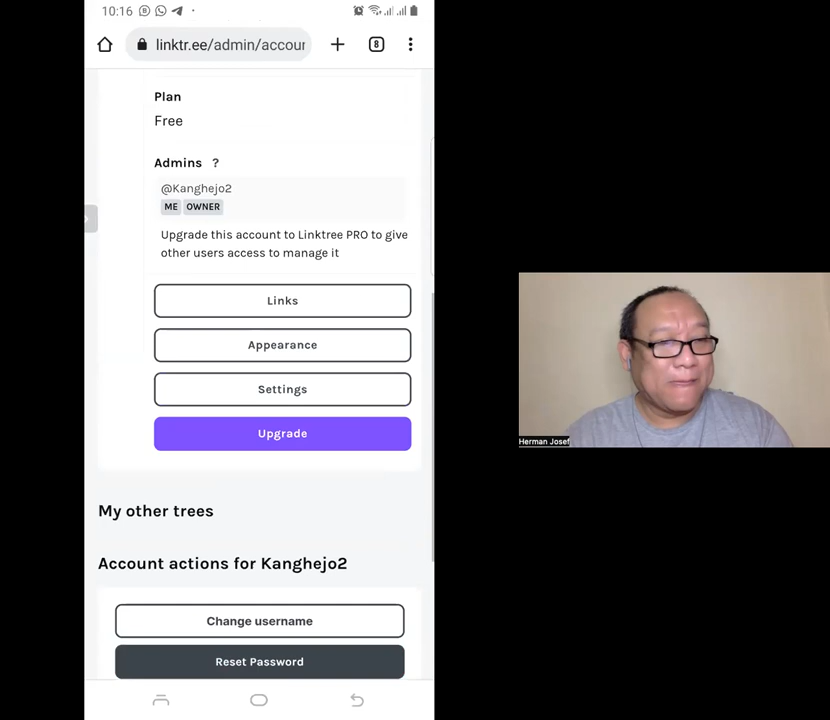 10:16
8
linktr.ee/admin/accour
Plan
Free
Admins ?
@Kanghejo2
ME OWNER
Upgrade this account to Linktree PRO to give
other users access to manage it
Links
Appearance
Settings
Upgrade
My other trees
Account actions for Kanghejo2
Change username
Reset Password
Herman Josef